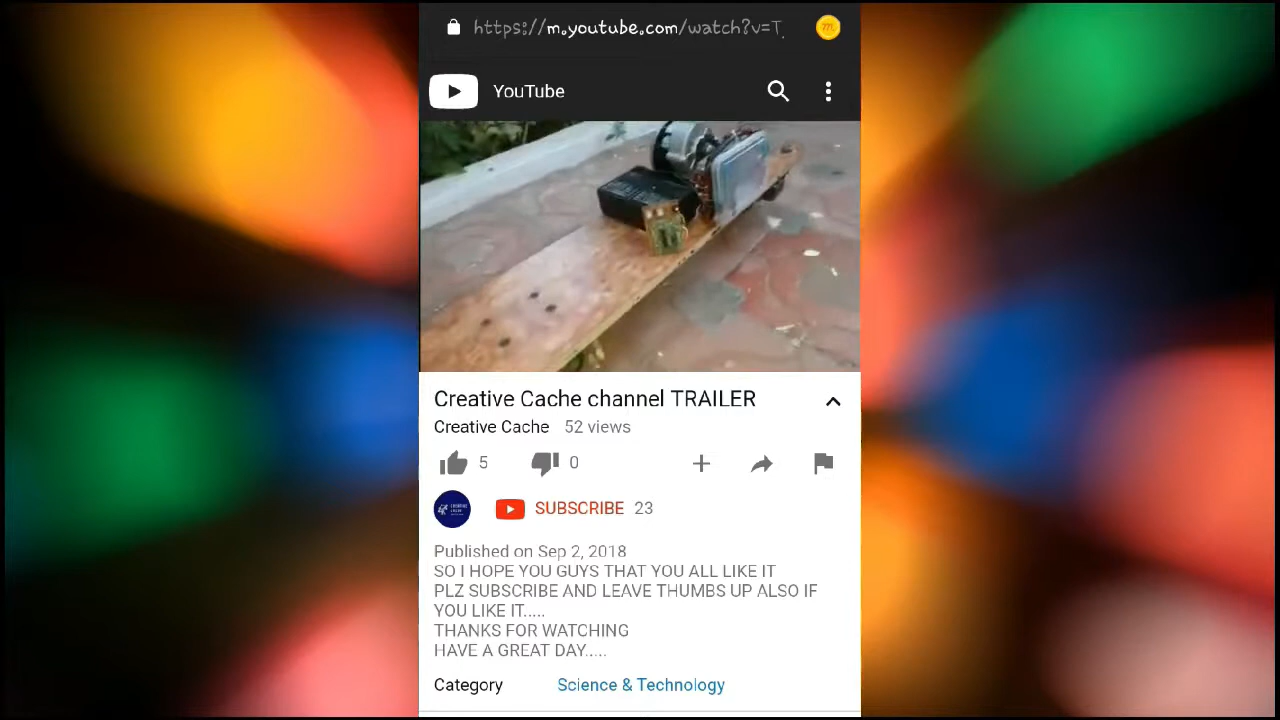 https://m.youtube.com/watch?v=T
YouTube
Creative Cache channel TRAILER
Creative Cache 52 views
5 0
SUBSCRIBE 23
Published on Sep 2, 2018
SO I HOPE YOU GUYS THAT YOU ALL LIKE IT
PLZ SUBSCRIBE AND LEAVE THUMBS UP ALSO IF
YOU LIKE IT.....
THANKS FOR WATCHING
HAVE A GREAT DAY.....
Category Science & Technology